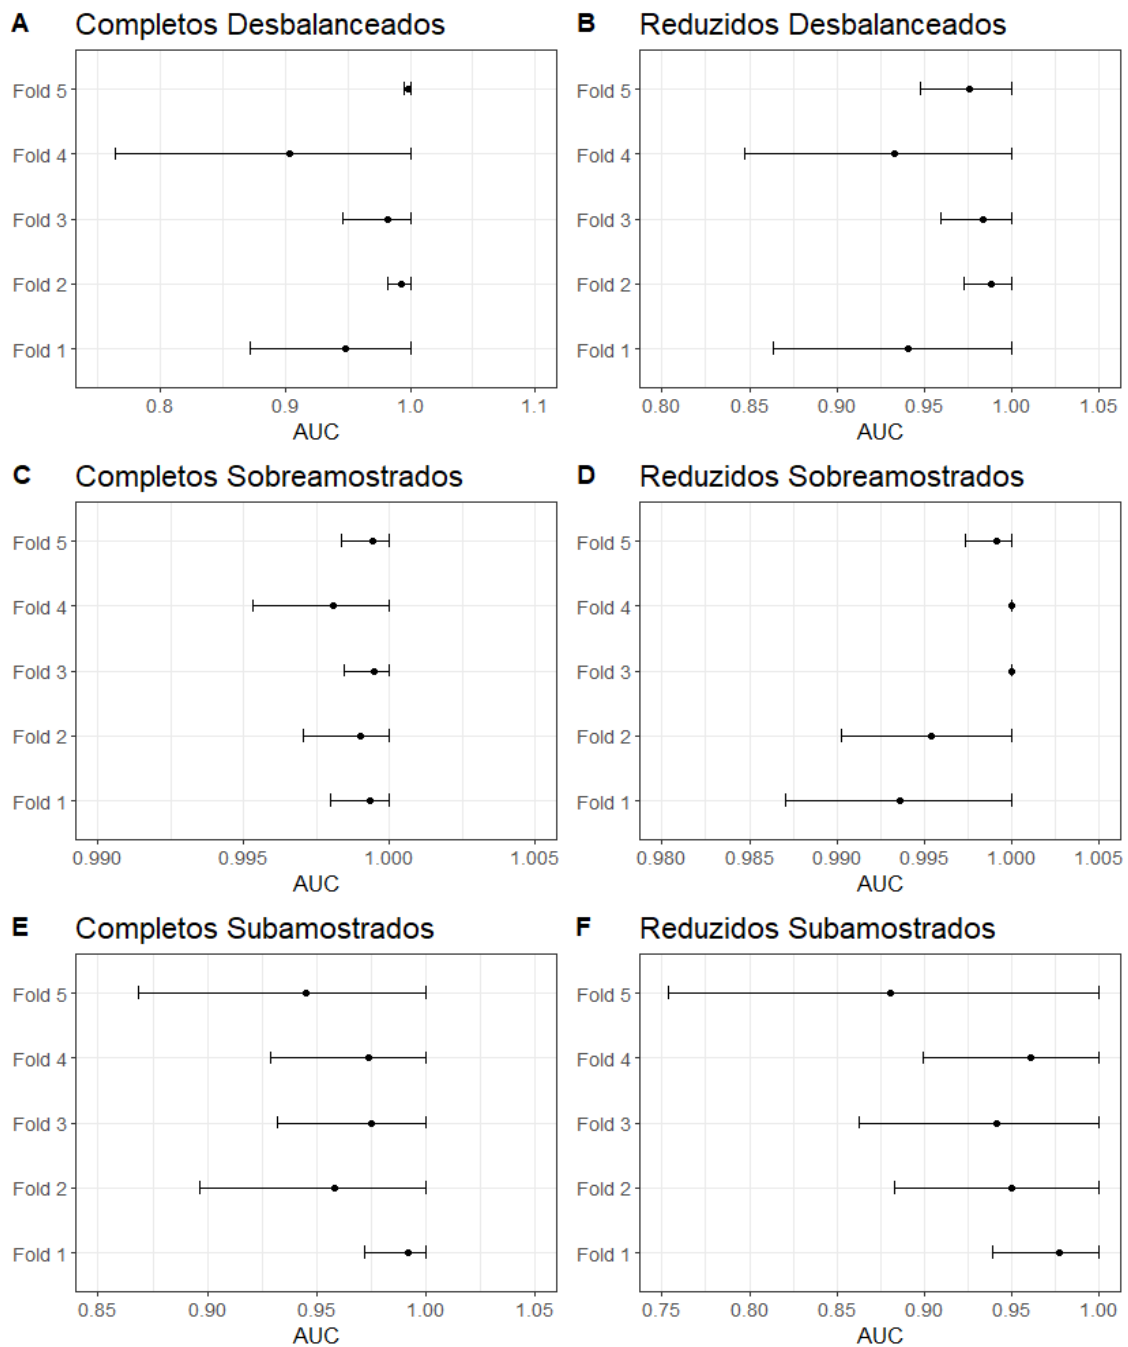 A Completos Desbalanceados
Fold 5
Fold 4
Fold 3
Fold 2
Fold 1
0.8 0.9 1.0 1.1
AUC
B Reduzidos Desbalanceados
Fold 5
Fold 4
Fold 3
Fold 2
Fold 1
0.80 0.85 0.90 0.95 1.00 1.05
AUC
C Completos Sobreamostrados
Fold 5
Fold 4
Fold 3
Fold 2
Fold 1
0.990 0.995 1.000 1.005
AUC
D Reduzidos Sobreamostrados
Fold 5
Fold 4
Fold 3
Fold 2
Fold 1
0.980 0.985 0.990 0.995 1.000 1.005
AUC
E Completos Subamostrados
Fold 5
Fold 4
Fold 3
Fold 2
Fold 1
0.85 0.90 0.95 1.00 1.05
AUC
F Reduzidos Subamostrados
Fold 5
Fold 4
Fold 3
Fold 2
Fold 1
0.75 0.80 0.85 0.90 0.95 1.00
AUC